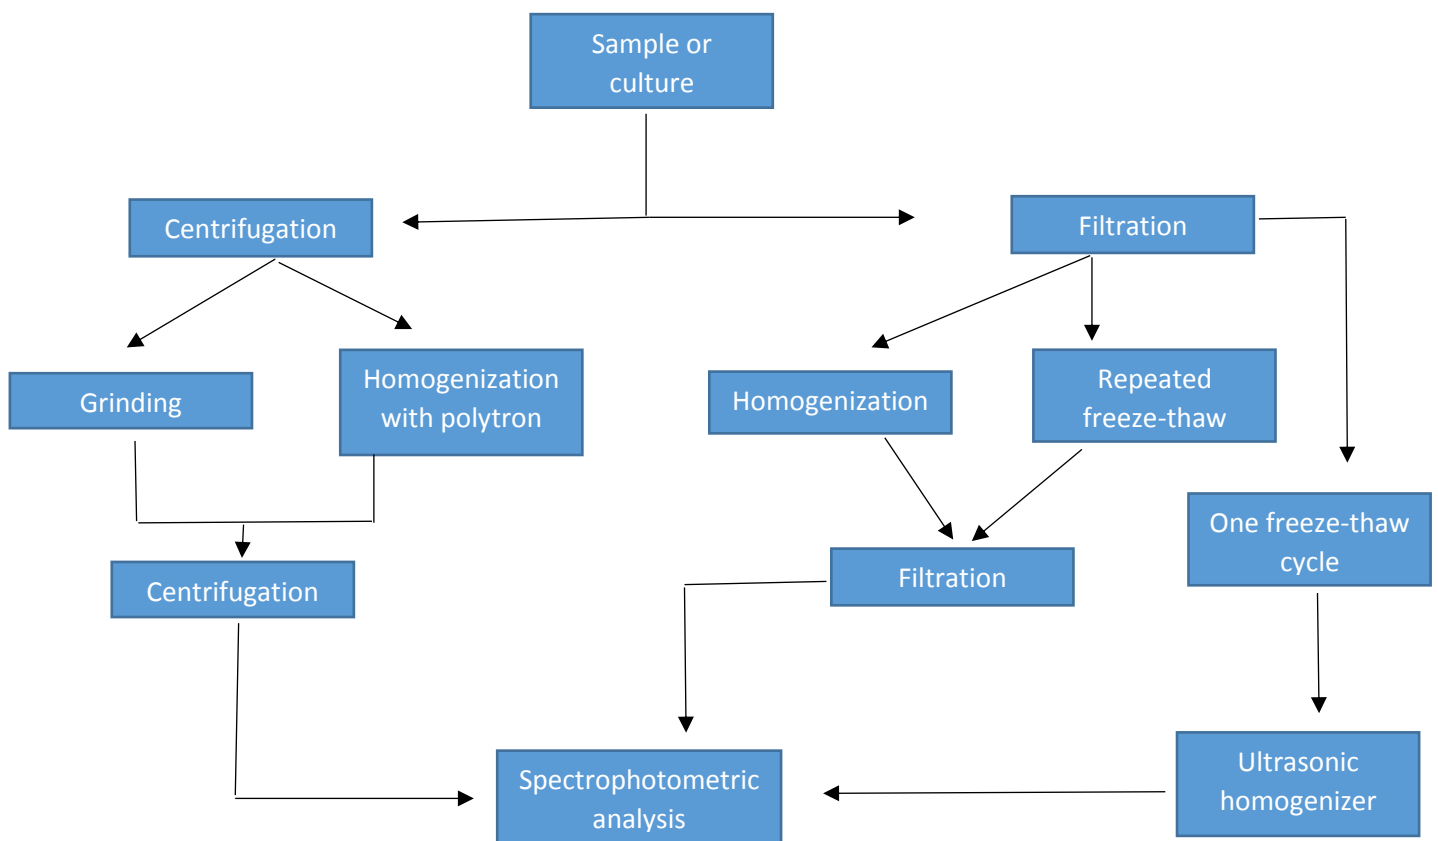 Sample or
culture
Centrifugation
Filtration
Grinding
Homogenization
with polytron
Homogenization
Repeated
freeze-thaw
One freeze-thaw
cycle
Centrifugation
Filtration
Spectrophotometric
analysis
Ultrasonic
homogenizer